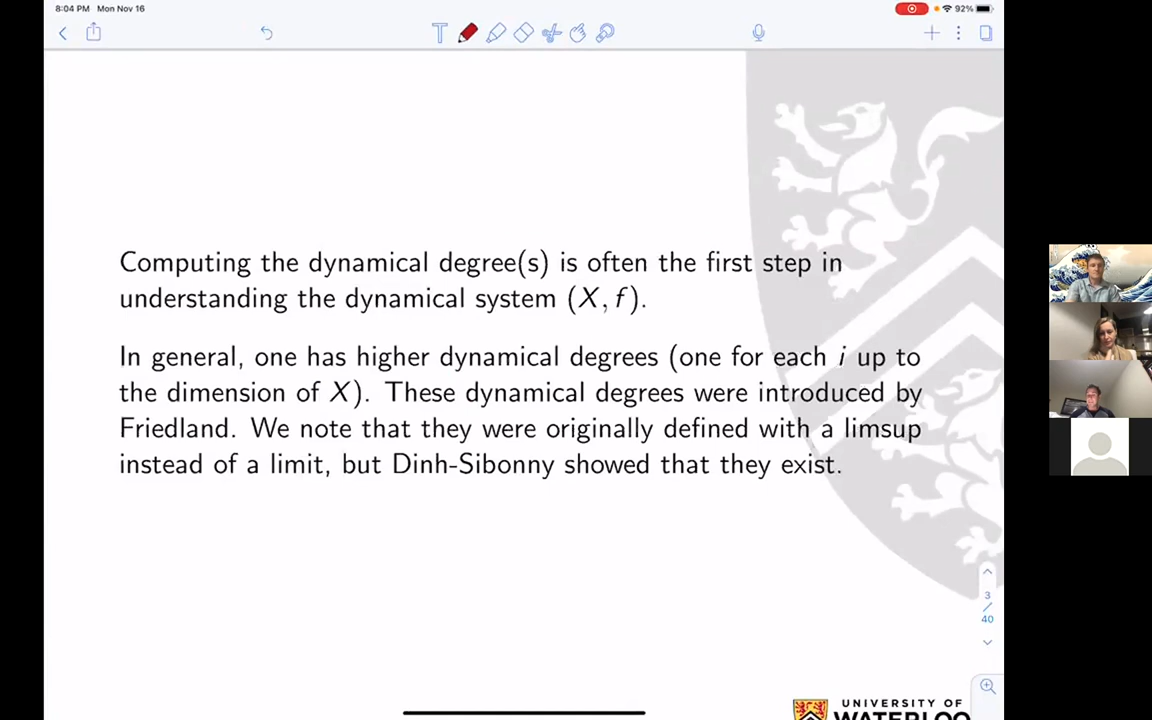 8:04 PM Mon Nov 16
92%
T
Computing the dynamical degree(s) is often the first step in
understanding the dynamical system (X, f).
In general, one has higher dynamical degrees (one for each i up to
the dimension of X). These dynamical degrees were introduced by
Friedland. We note that they were originally defined with a limsup
instead of a limit, but Dinh-Sibonny showed that they exist.
3
/
40
UNIVERSITY OF
WATERLOO